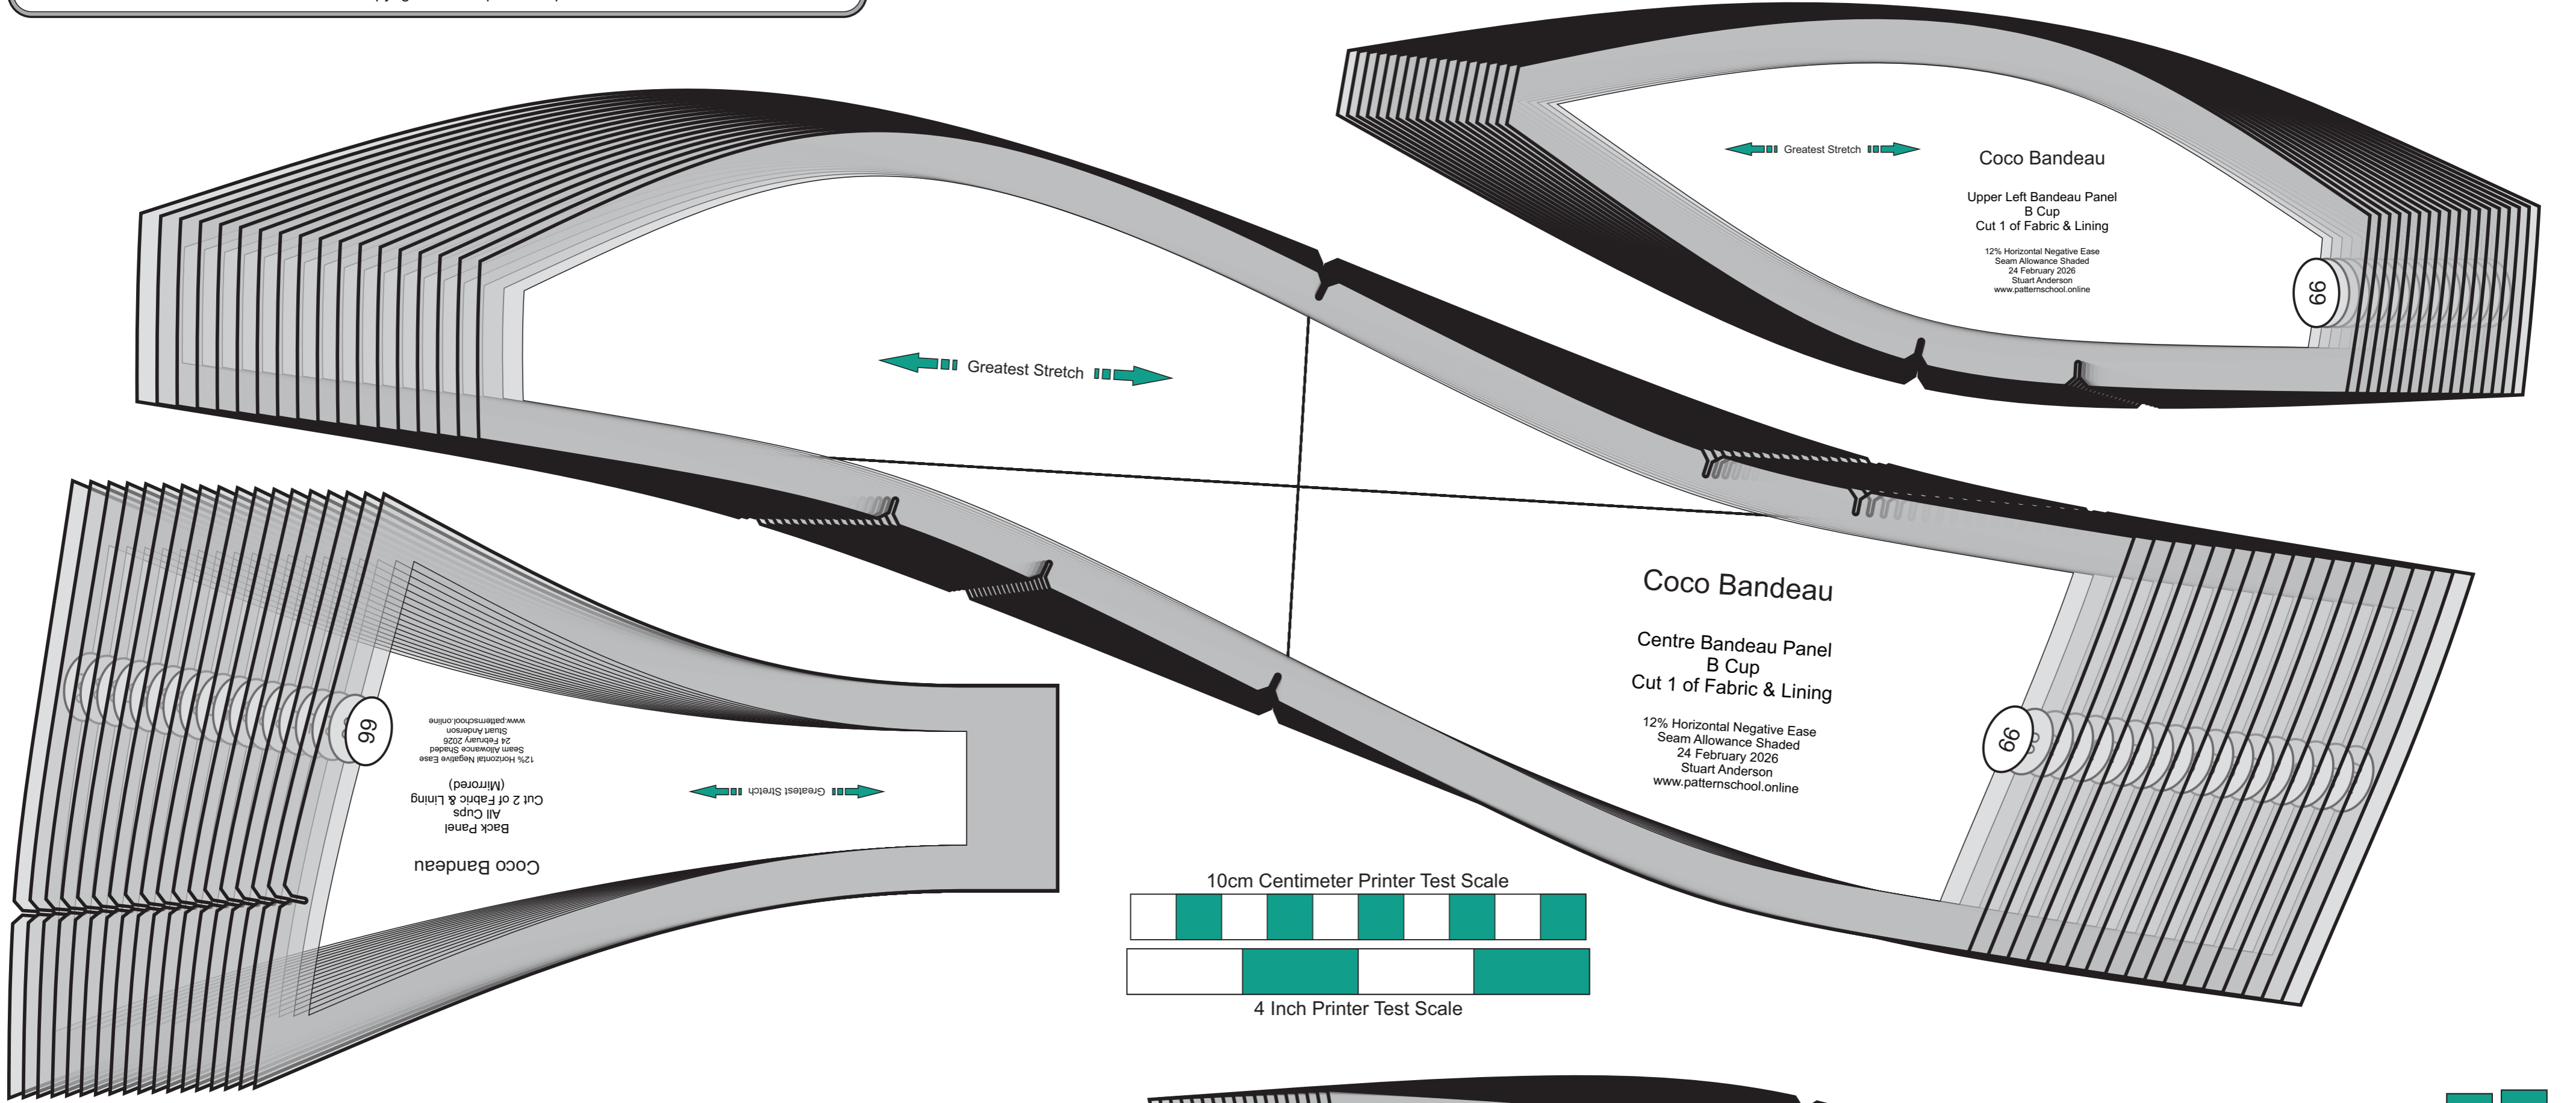 Greatest Stretch
Coco Bandeau
Upper Left Bandeau Panel
B Cup
Cut 1 of Fabric & Lining
12% Horizontal Negative Ease
Seam Allowance Shaded
24 February 2026
Stuart Anderson
www.patternschool.online
66
Greatest Stretch
Coco Bandeau
Centre Bandeau Panel
B Cup
Cut 1 of Fabric & Lining
12% Horizontal Negative Ease
Seam Allowance Shaded
24 February 2026
Stuart Anderson
www.patternschool.online
66
Coco Bandeau
Back Panel
All Cups
Cut 2 of Fabric & Lining
(Mirrored)
12% Horizontal Negative Ease
Seam Allowance Shaded
24 February 2026
Stuart Anderson
www.patternschool.online
66
Greatest Stretch
10cm Centimeter Printer Test Scale
4 Inch Printer Test Scale